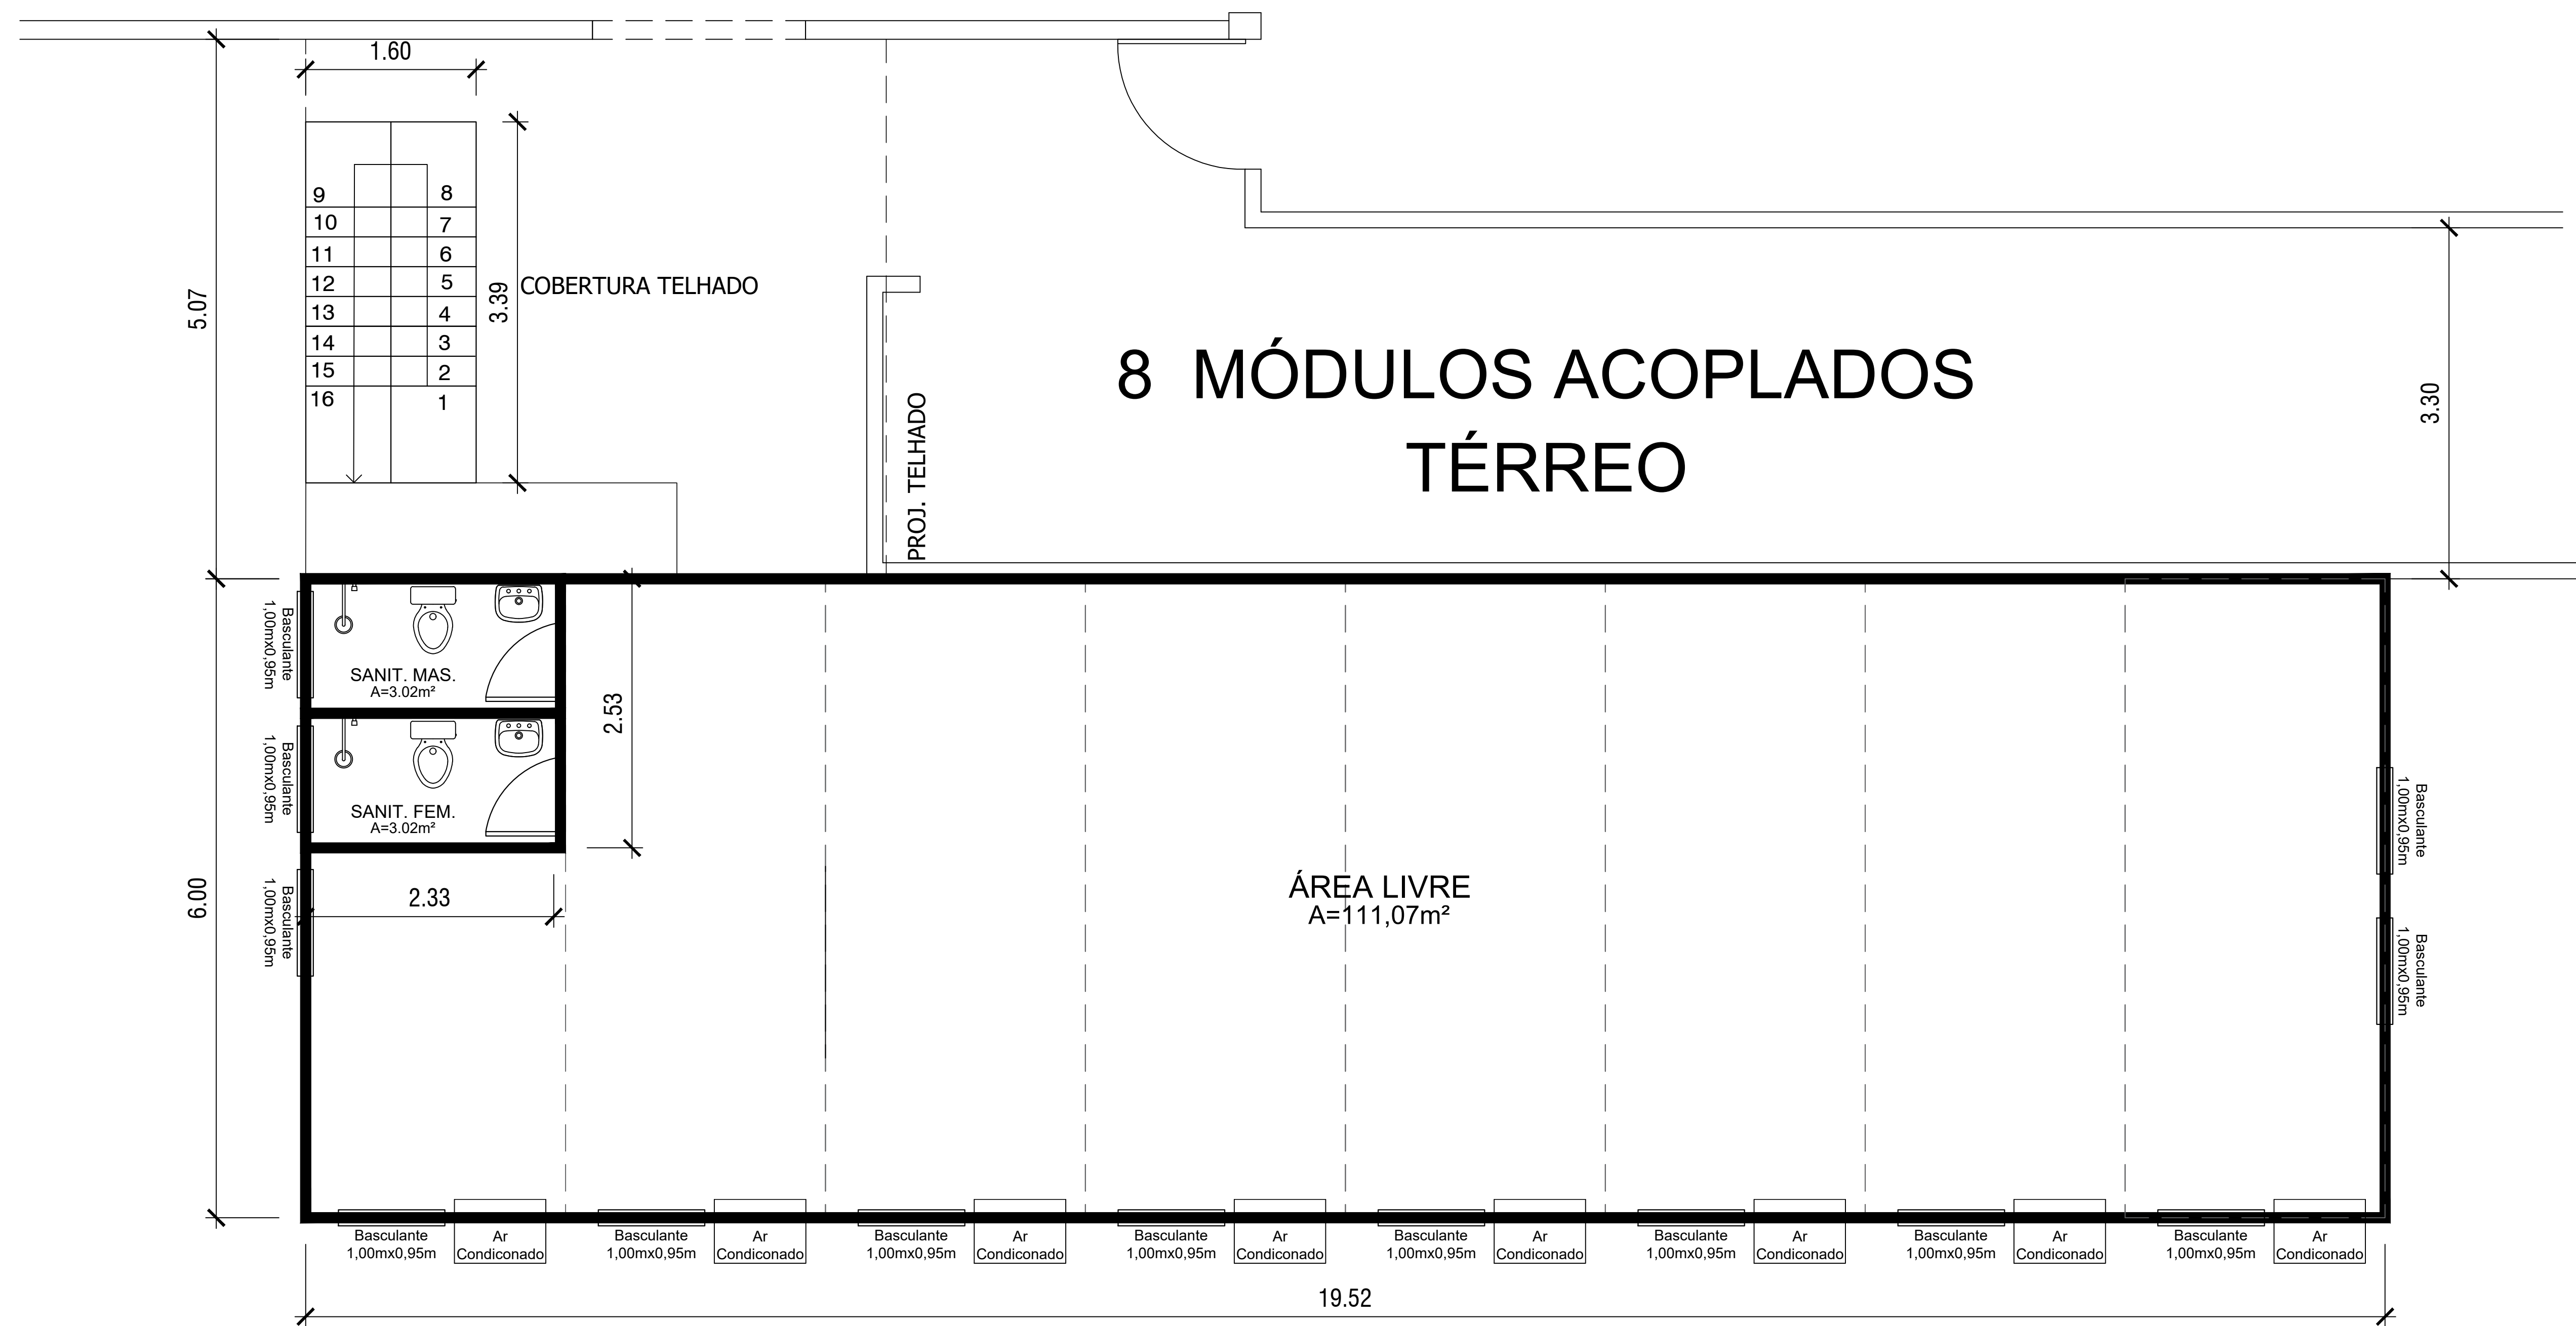 1.60
9
8
10
7
11
6
12
5
13
4
14
3
15
2
16
1
3.39
COBERTURA TELHADO
5.07
PROJ. TELHADO
8 MÓDULOS ACOPLADOS
TÉRREO
3.30
Basculante
1,00mx0,95m
SANIT. MAS.
A=3.02m²
Basculante
1,00mx0,95m
SANIT. FEM.
A=3.02m²
2.53
Basculante
1,00mx0,95m
2.33
6.00
ÁREA LIVRE
A=111,07m²
Basculante
1,00mx0,95m
Basculante
1,00mx0,95m
Basculante
1,00mx0,95m
Ar
Condiconado
Basculante
1,00mx0,95m
Ar
Condiconado
Basculante
1,00mx0,95m
Ar
Condiconado
Basculante
1,00mx0,95m
Ar
Condiconado
Basculante
1,00mx0,95m
Ar
Condiconado
Basculante
1,00mx0,95m
Ar
Condiconado
Basculante
1,00mx0,95m
Ar
Condiconado
Basculante
1,00mx0,95m
Ar
Condiconado
19.52